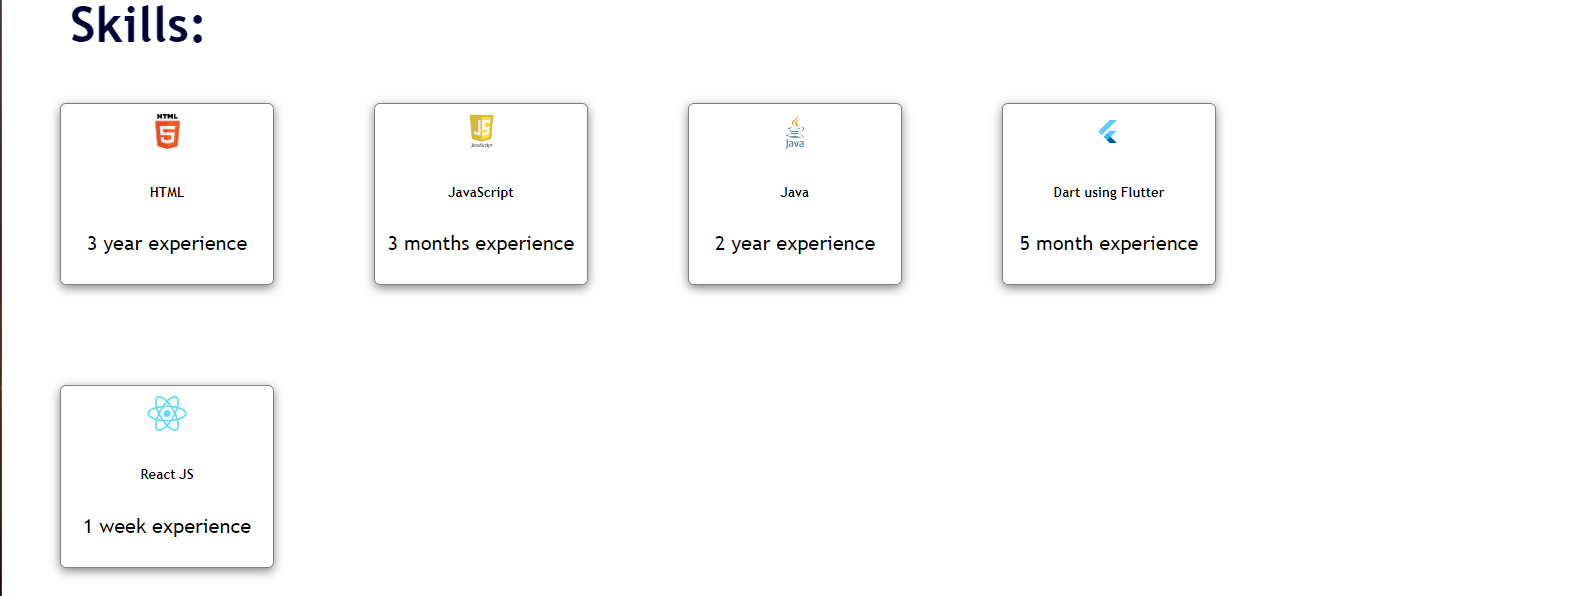 Skills:
HTML
5
HTML
3 year experience
JS
JavaScript
JavaScript
3 months experience
Java
Java
2 year experience
Dart using Flutter
5 month experience
React JS
1 week experience